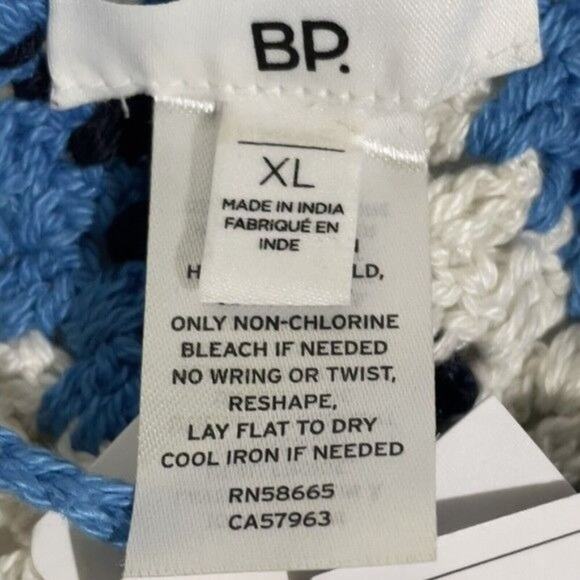 BP.
XL
MADE IN INDIA
FABRIQUÉ EN
INDE
ONLY NON-CHLORINE
BLEACH IF NEEDED
NO WRING OR TWIST,
RESHAPE,
LAY FLAT TO DRY
COOL IRON IF NEEDED
RN58665
CA57963